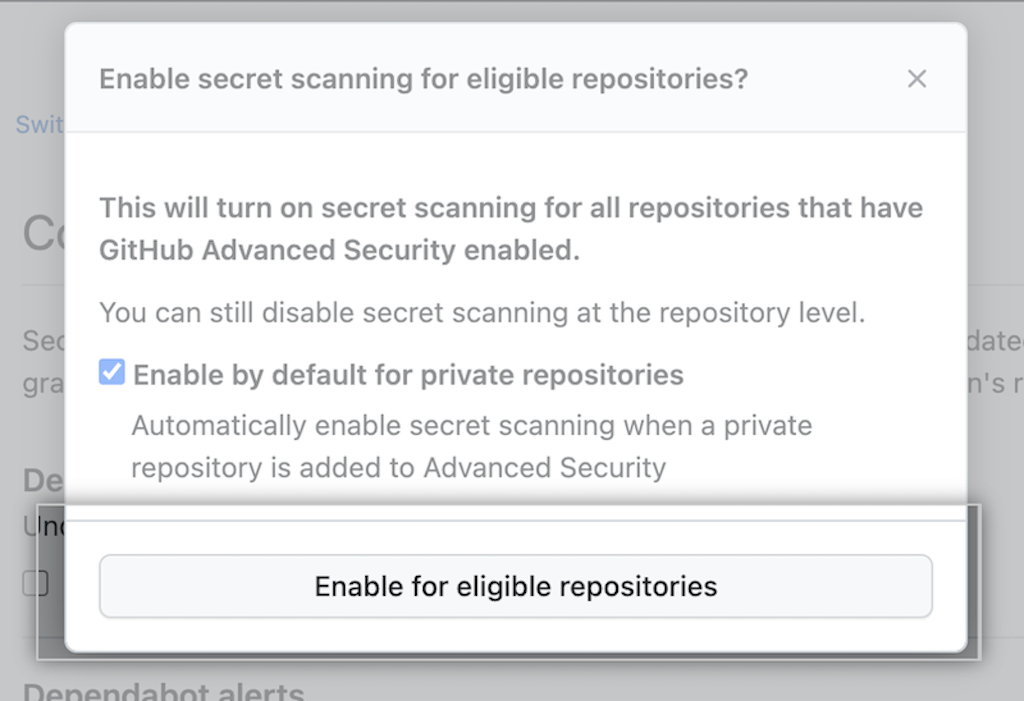 Enable secret scanning for eligible repositories?
Swit
This will turn on secret scanning for all repositories that have
GitHub Advanced Security enabled.
Co
You can still disable secret scanning at the repository level.
Sec
dated
Enable by default for private repositories
gra
n's r
Automatically enable secret scanning when a private
repository is added to Advanced Security
De
Und
Enable for eligible repositories
Dependabot alerts